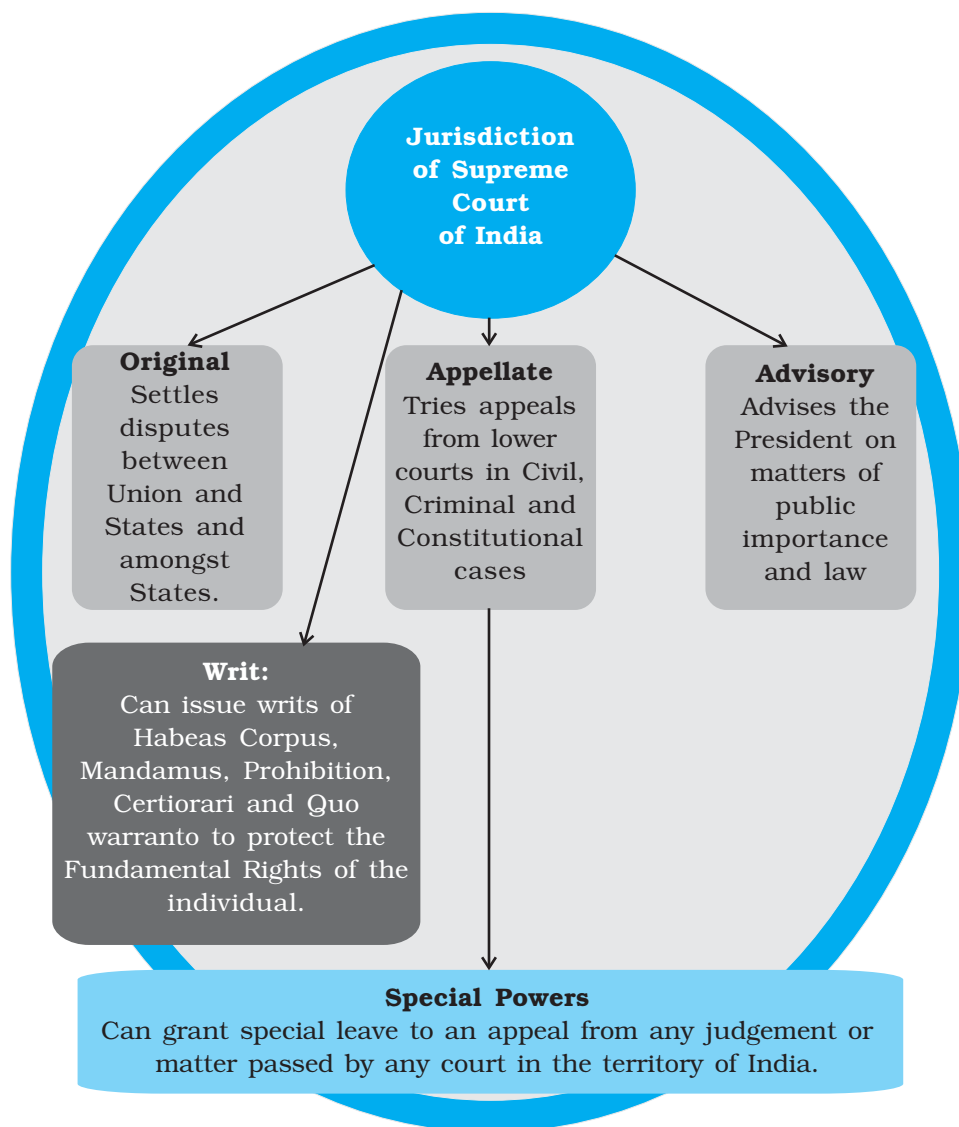 Jurisdiction
of Supreme
Court
of India
Original
Settles
disputes
between
Union and
States and
amongst
States.
Appellate
Tries appeals
from lower
courts in Civil,
Criminal and
Constitutional
cases
Advisory
Advises the
President on
matters of
public
importance
and law
Writ:
Can issue writs of
Habeas Corpus,
Mandamus, Prohibition,
Certiorari and Quo
warranto to protect the
Fundamental Rights of the
individual.
Special Powers
Can grant special leave to an appeal from any judgement or
matter passed by any court in the territory of India.